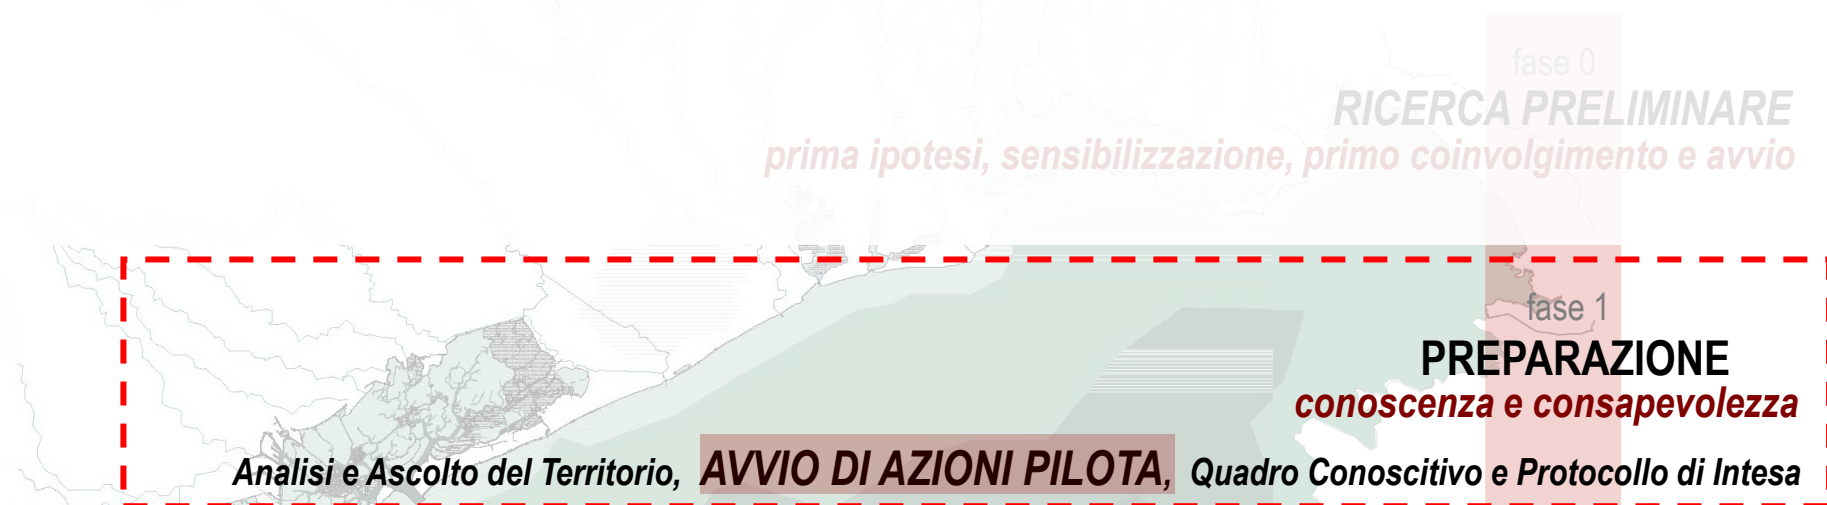 fase 0
RICERCA PRELIMINARE
prima ipotesi, sensibilizzazione, primo coinvolgimento e avvio
fase 1
PREPARAZIONE
conoscenza e consapevolezza
Analisi e Ascolto del Territorio, AVVIO DI AZIONI PILOTA, Quadro Conoscitivo e Protocollo di Intesa